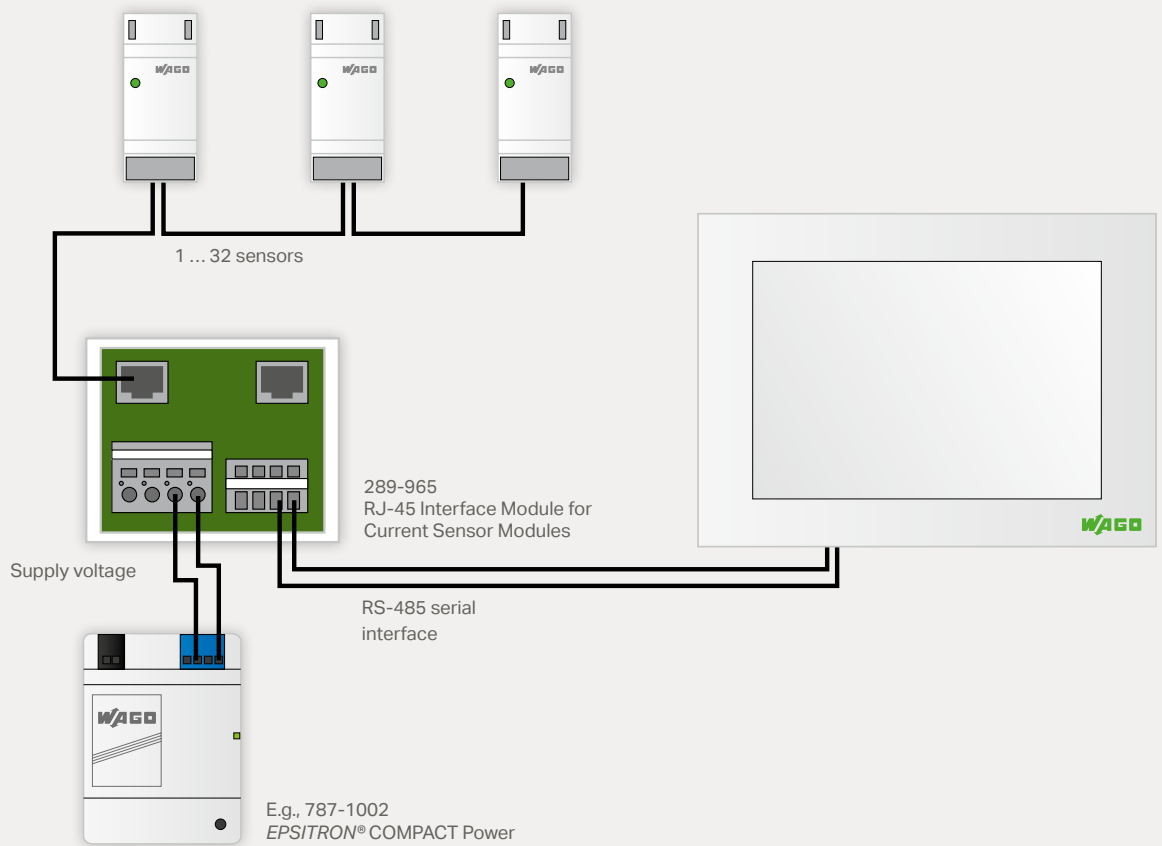 WAGO
WAGO
WAGO
1 … 32 sensors
289-965
RJ-45 Interface Module for
Current Sensor Modules
WAGO
Supply voltage
RS-485 serial
interface
WAGO
E.g., 787-1002
EPSITRON® COMPACT Power